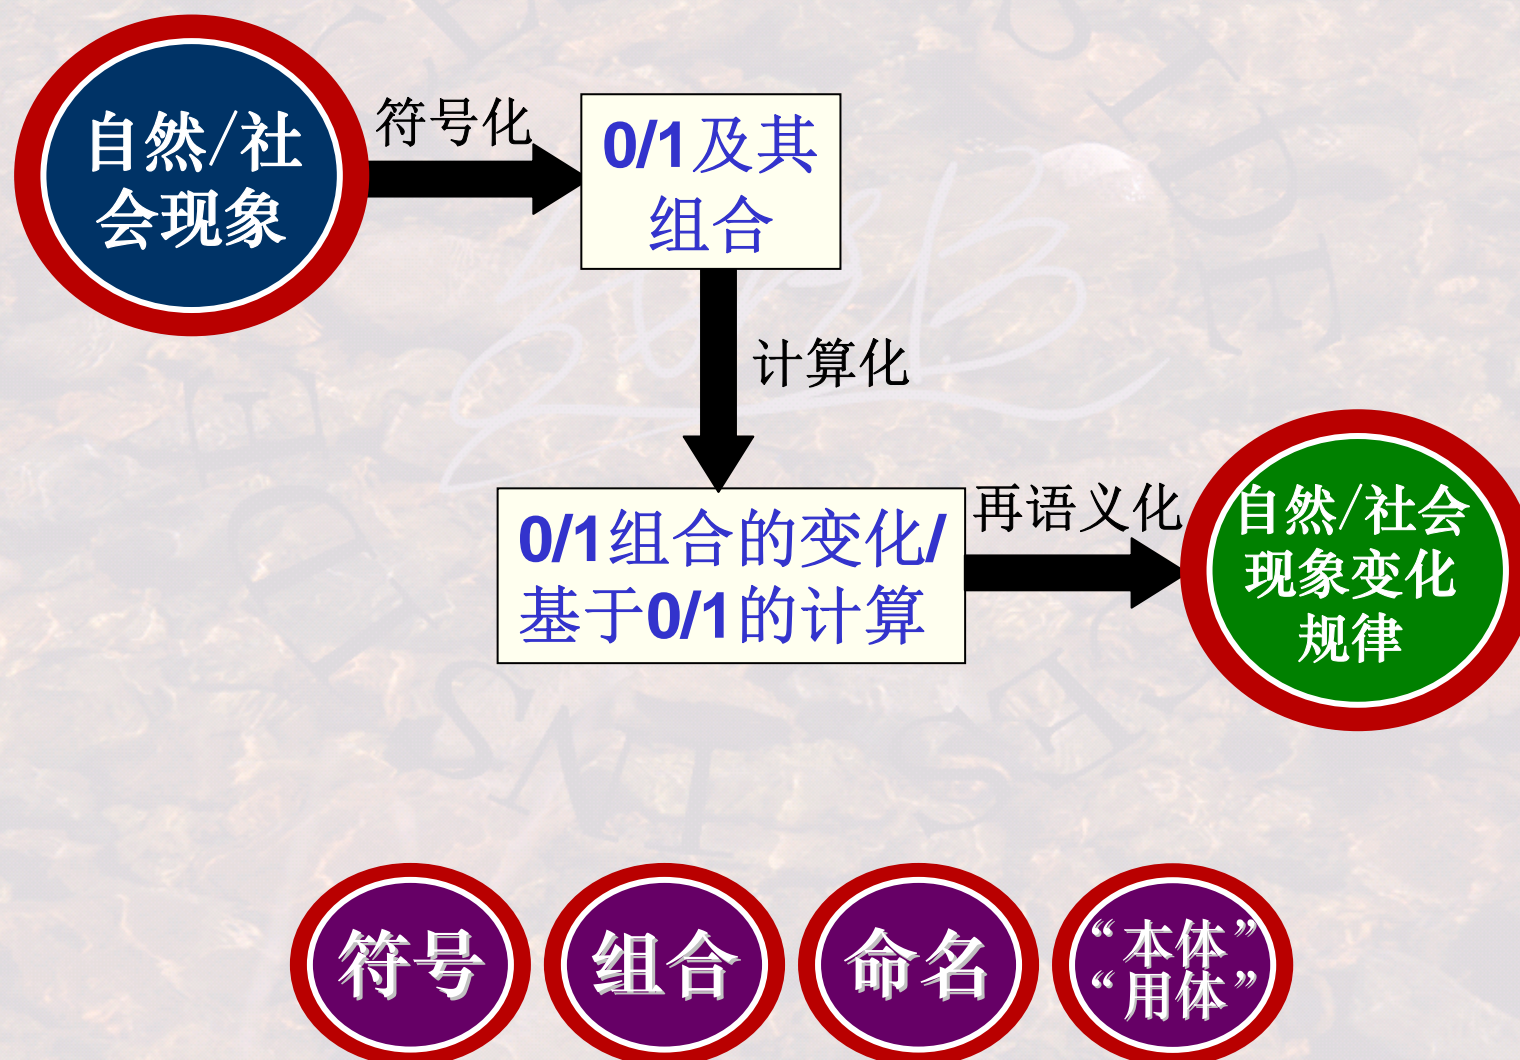 自然/社
会现象
符号化
0/1及其
组合
计算化
0/1组合的变化/
基于0/1的计算
再语义化
自然/社会
现象变化
规律
符号
组合
命名
“本体”
“用体”